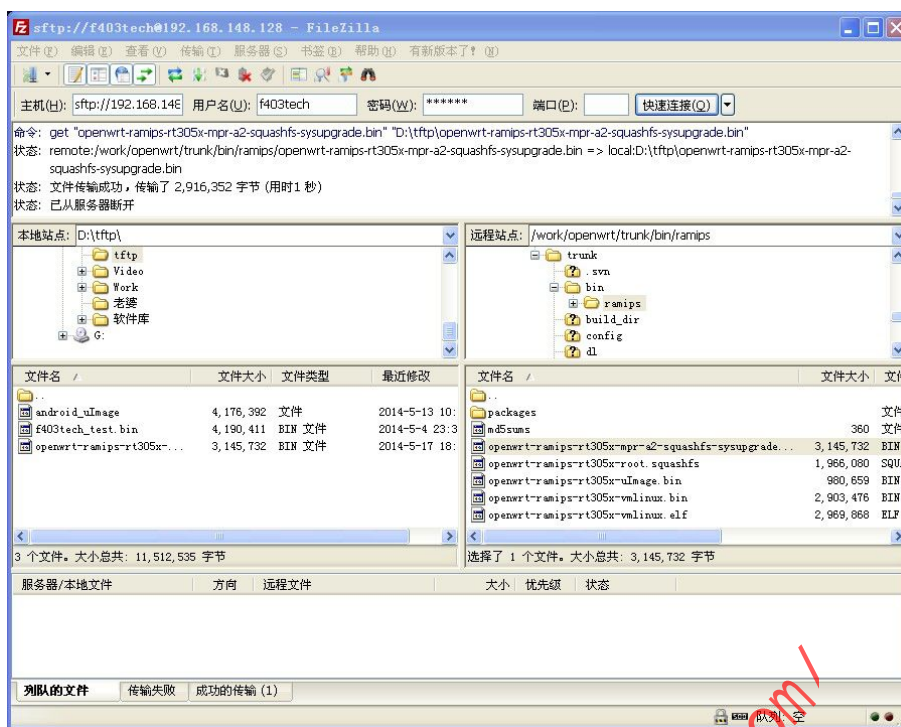 sftp://f403tech@192.168.148.128 - FileZilla
文件(F) 编辑(E) 查看(V) 传输(T) 服务器(S) 书签(B) 帮助(H) 有新版本了! (N)
主机(H): sftp://192.168.148 用户名(U): f403tech 密码(W): ****** 端口(P): 快速连接(Q)
命令: get "openwrt-ramips-rt305x-mpr-a2-squashfs-sysupgrade.bin" "D:\tftp\openwrt-ramips-rt305x-mpr-a2-squashfs-sysupgrade.bin"
状态: remote:/work/openwrt/trunk/bin/ramips/openwrt-ramips-rt305x-mpr-a2-squashfs-sysupgrade.bin => local:D:\tftp\openwrt-ramips-rt305x-mpr-a2-
squashfs-sysupgrade.bin
状态: 文件传输成功，传输了 2,916,352 字节 (用时1 秒)
状态: 已从服务器断开
本地站点: D:\tftp\
tftp
Video
Work
老婆
软件库
G:
远程站点: /work/openwrt/trunk/bin/ramips
trunk
.svn
bin
ramips
build_dir
config
dl
文件名 / 文件大小 文件类型 最近修改
..
android_uImage 4,176,392 文件 2014-5-13 10:
f403tech_test.bin 4,190,411 BIN 文件 2014-5-4 23:3
openwrt-ramips-rt305x-... 3,145,732 BIN 文件 2014-5-17 18:
3 个文件。大小总共: 11,512,535 字节
文件名 / 文件大小 文件
..
packages 文件
md5sums 360 文件
openwrt-ramips-rt305x-mpr-a2-squashfs-sysupgrade... 3,145,732 BIN
openwrt-ramips-rt305x-root.squashfs 1,966,080 SQU
openwrt-ramips-rt305x-uImage.bin 980,659 BIN
openwrt-ramips-rt305x-vmlinux.bin 2,903,476 BIN
openwrt-ramips-rt305x-vmlinux.elf 2,969,868 ELF
选择了 1 个文件。大小总共: 3,145,732 字节
服务器/本地文件 方向 远程文件 大小 优先级 状态
列队的文件 传输失败 成功的传输 (1)
队列: 空
om/